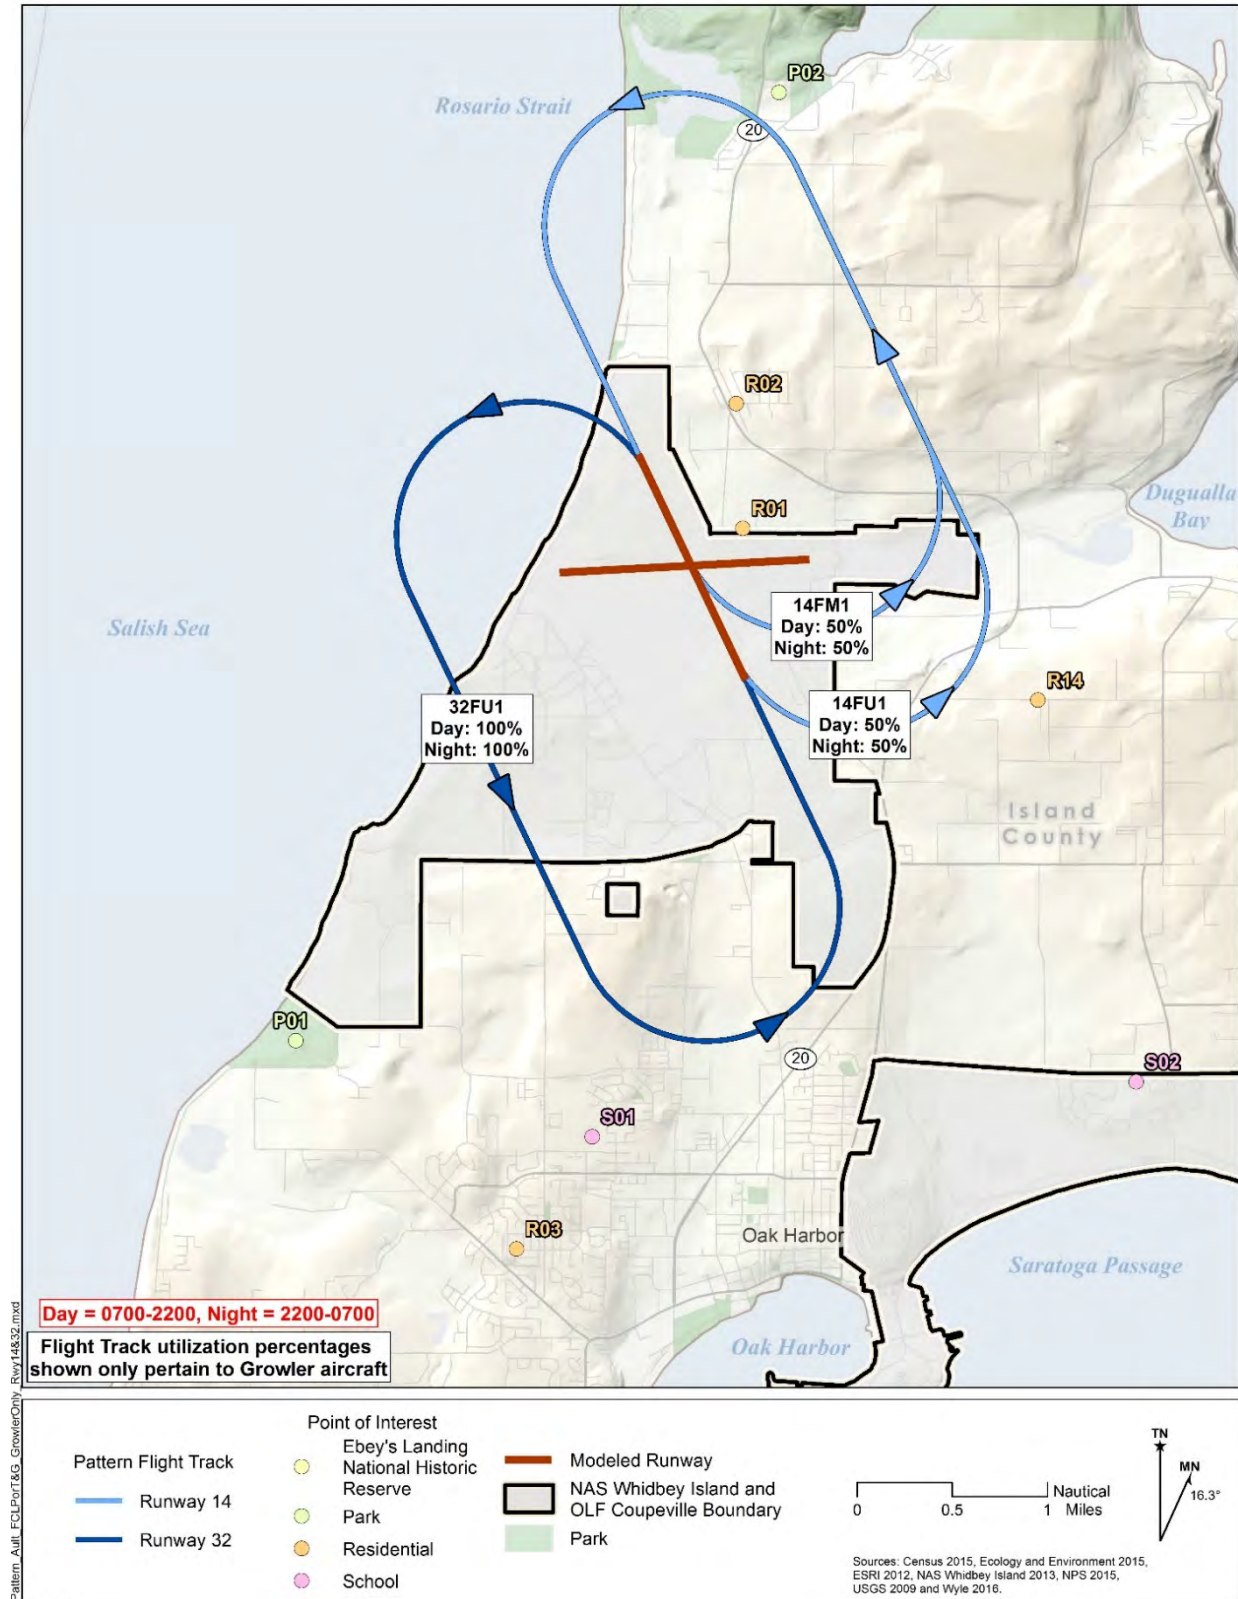 P02
Rosario Strait
20
R02
R01
Dugualla
Bay
14FM1
Day: 50%
Night: 50%
Salish Sea
R14
32FU1
Day: 100%
Night: 100%
14FU1
Day: 50%
Night: 50%
Island
County
P01
20
S02
S01
R03
Oak Harbor
Saratoga Passage
Oak Harbor
Day = 0700-2200, Night = 2200-0700
Flight Track utilization percentages
shown only pertain to Growler aircraft
Pattern_Ault_FCLPorT&G_GrowlerOnly_Rwy14&32.mxd
Pattern Flight Track
Runway 14
Runway 32
Point of Interest
Ebey's Landing
National Historic
Reserve
Park
Residential
School
Modeled Runway
NAS Whidbey Island and
OLF Coupeville Boundary
Park
0 0.5 1
Nautical
Miles
TN
MN
16.3°
Sources: Census 2015, Ecology and Environment 2015,
ESRI 2012, NAS Whidbey Island 2013, NPS 2015,
USGS 2009 and Wyle 2016.